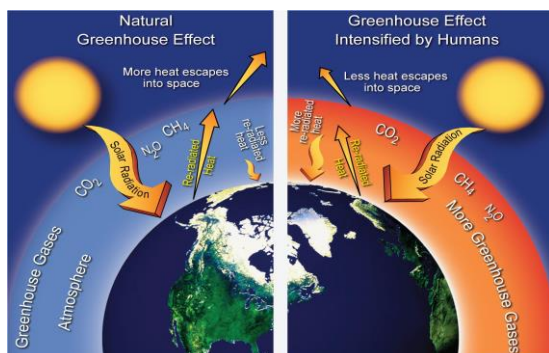 Natural
Greenhouse Effect
More heat escapes
into space
CH₄
N₂O
CO₂
Less
re-radiated
heat
Solar Radiation
Re-radiated
Heat
Greenhouse Gases
Atmosphere
Greenhouse Effect
Intensified by Humans
Less heat escapes
into space
More
re-radiated
heat
CO₂
Re-radiated
Heat
Solar Radiation
CH₄
N₂O
More Greenhouse Gases